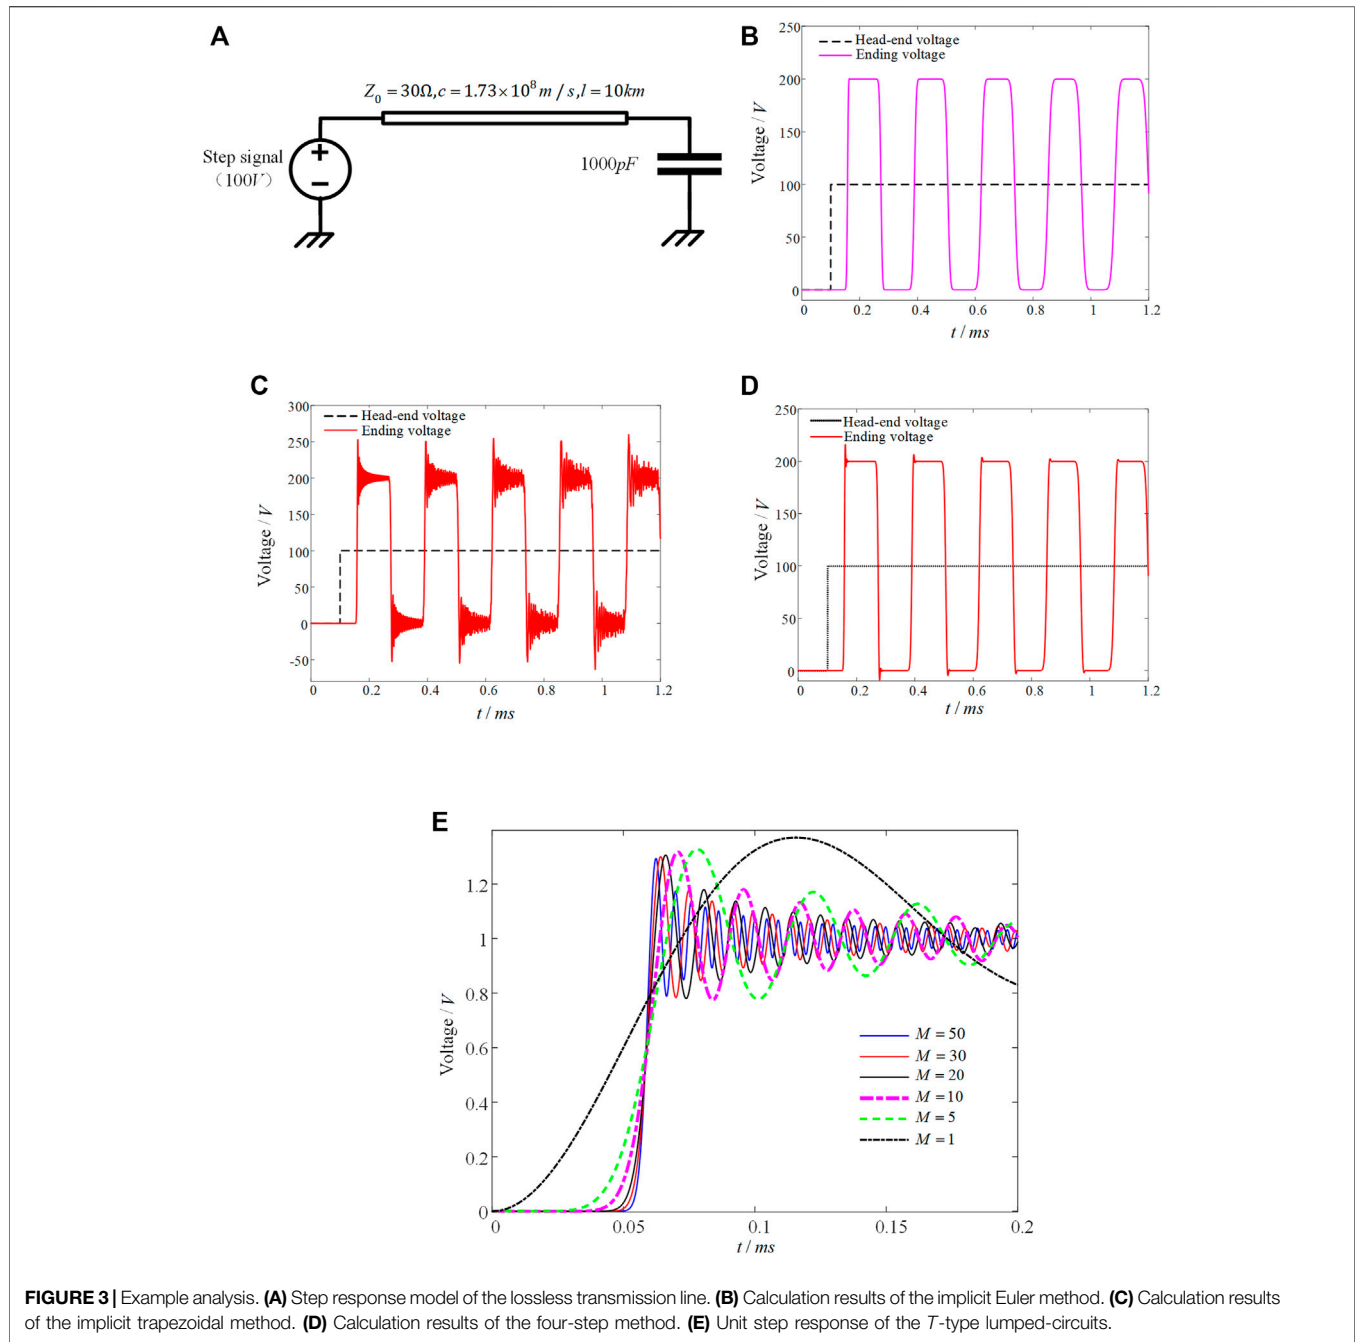 A
Z₀ = 30Ω, c = 1.73×10⁸ m / s, l = 10km
Step signal
（100V）
1000pF
B
Head-end voltage
Ending voltage
250
200
150
100
50
0
Voltage / V
0 0.2 0.4 0.6 0.8 1 1.2
t / ms
C
Head-end voltage
Ending voltage
300
250
200
150
100
50
0
-50
Voltage / V
0 0.2 0.4 0.6 0.8 1 1.2
t / ms
D
Head-end voltage
Ending voltage
250
200
150
100
50
0
Voltage / V
0 0.2 0.4 0.6 0.8 1 1.2
t / ms
E
1.2
1
0.8
0.6
0.4
0.2
0
Voltage / V
M = 50
M = 30
M = 20
M = 10
M = 5
M = 1
0 0.05 0.1 0.15 0.2
t / ms
FIGURE 3 | Example analysis. (A) Step response model of the lossless transmission line. (B) Calculation results of the implicit Euler method. (C) Calculation results
of the implicit trapezoidal method. (D) Calculation results of the four-step method. (E) Unit step response of the T-type lumped-circuits.